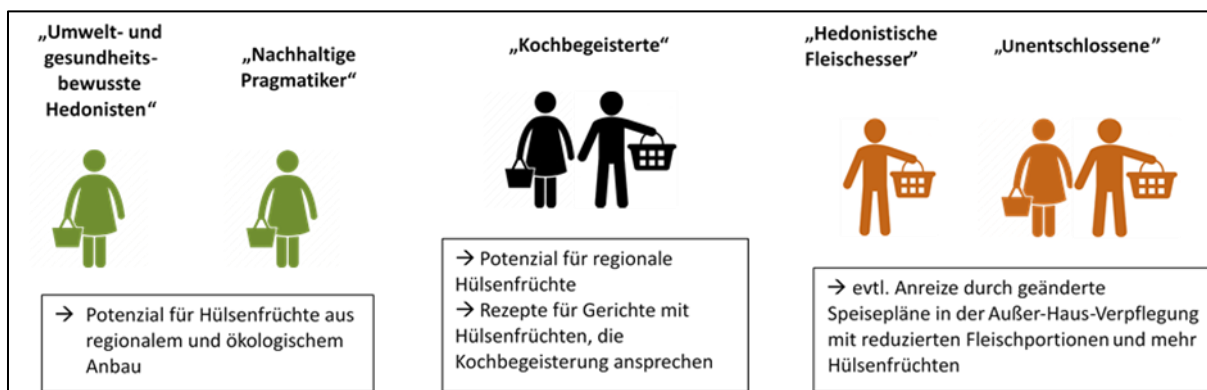 „Umwelt- und
gesundheits-
bewusste
Hedonisten“
„Nachhaltige
Pragmatiker“
„Kochbegeisterte“
„Hedonistische
Fleischesser”
„Unentschlossene”
→ Potenzial für Hülsenfrüchte aus
regionalem und ökologischem
Anbau
→ Potenzial für regionale
Hülsenfrüchte
→ Rezepte für Gerichte mit
Hülsenfrüchten, die
Kochbegeisterung ansprechen
→ evtl. Anreize durch geänderte
Speisepläne in der Außer-Haus-Verpflegung
mit reduzierten Fleischportionen und mehr
Hülsenfrüchten